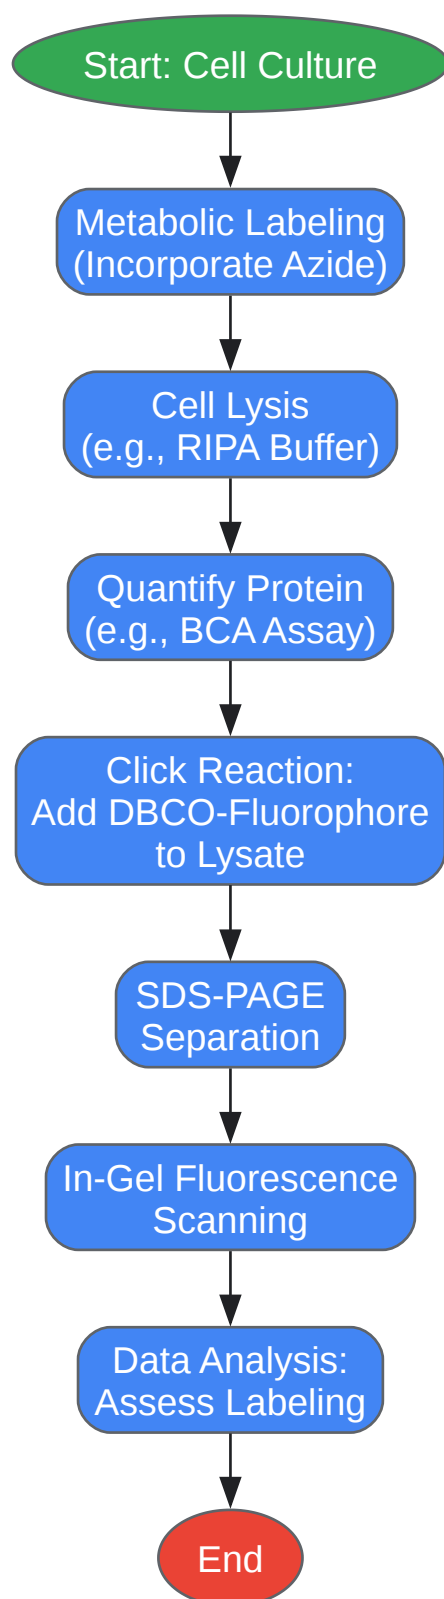 Start: Cell Culture
Metabolic Labeling
(Incorporate Azide)
Cell Lysis
(e.g., RIPA Buffer)
Quantify Protein
(e.g., BCA Assay)
Click Reaction:
Add DBCO-Fluorophore
to Lysate
SDS-PAGE
Separation
In-Gel Fluorescence
Scanning
Data Analysis:
Assess Labeling
End